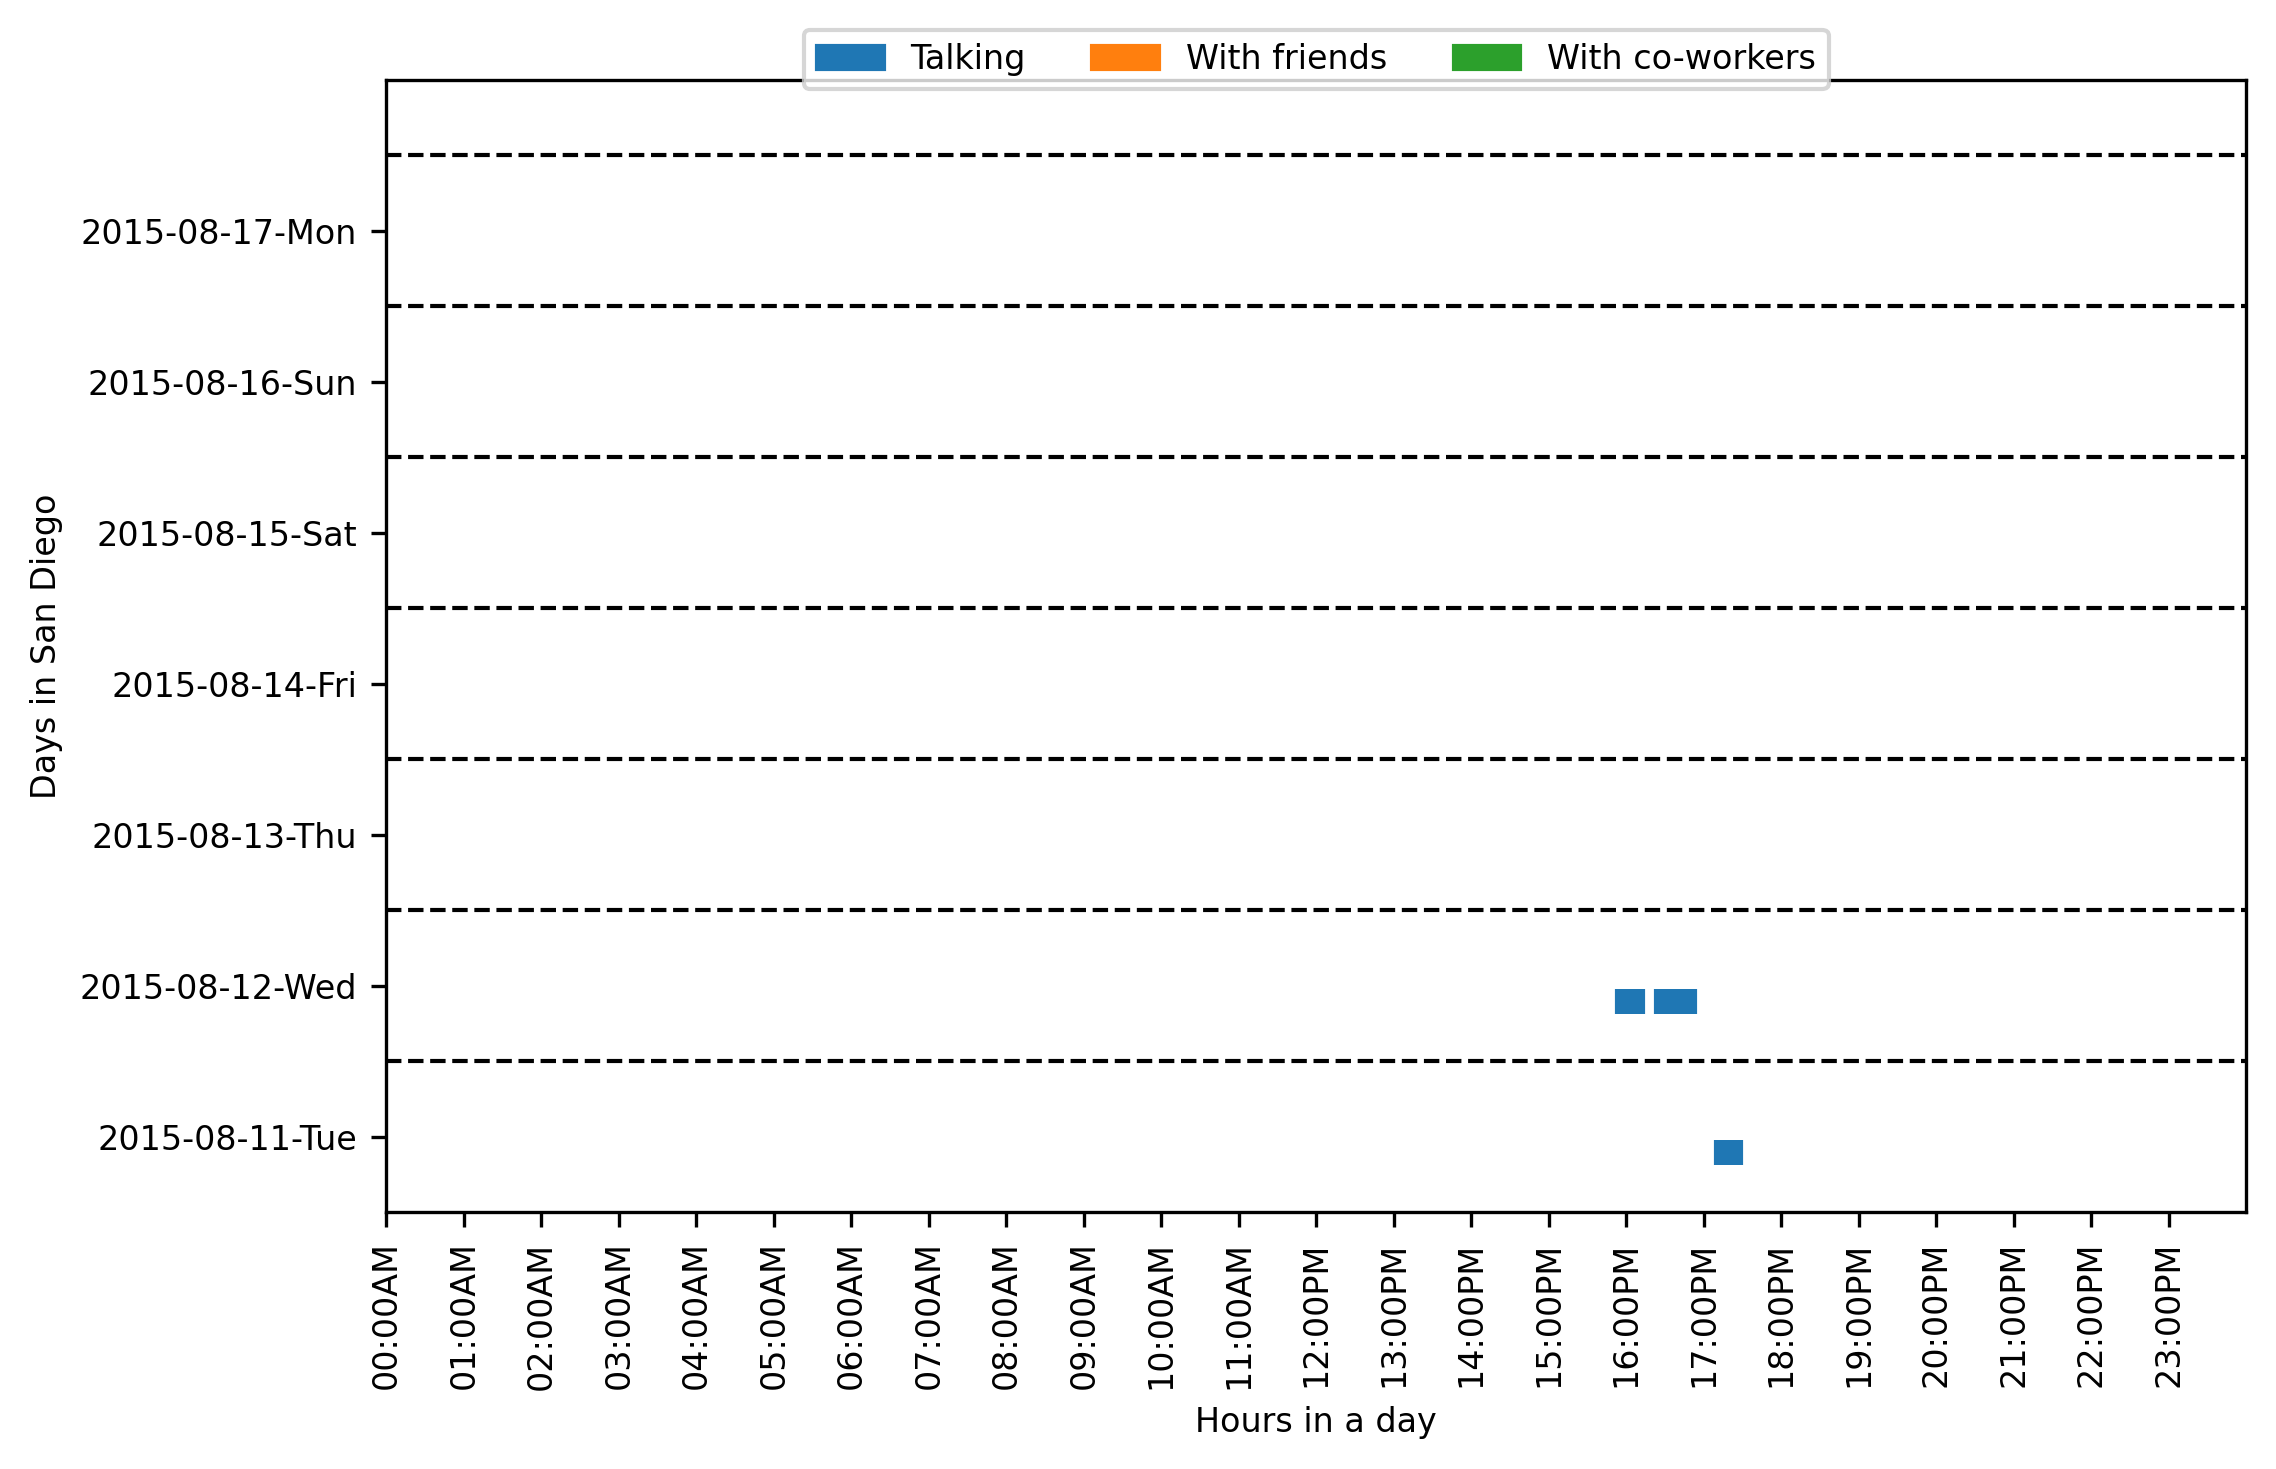 Talking With friends With co-workers
Days in San Diego
2015-08-17-Mon
2015-08-16-Sun
2015-08-15-Sat
2015-08-14-Fri
2015-08-13-Thu
2015-08-12-Wed
2015-08-11-Tue
00:00AM
01:00AM
02:00AM
03:00AM
04:00AM
05:00AM
06:00AM
07:00AM
08:00AM
09:00AM
10:00AM
11:00AM
12:00PM
13:00PM
14:00PM
15:00PM
16:00PM
17:00PM
18:00PM
19:00PM
20:00PM
21:00PM
22:00PM
23:00PM
Hours in a day